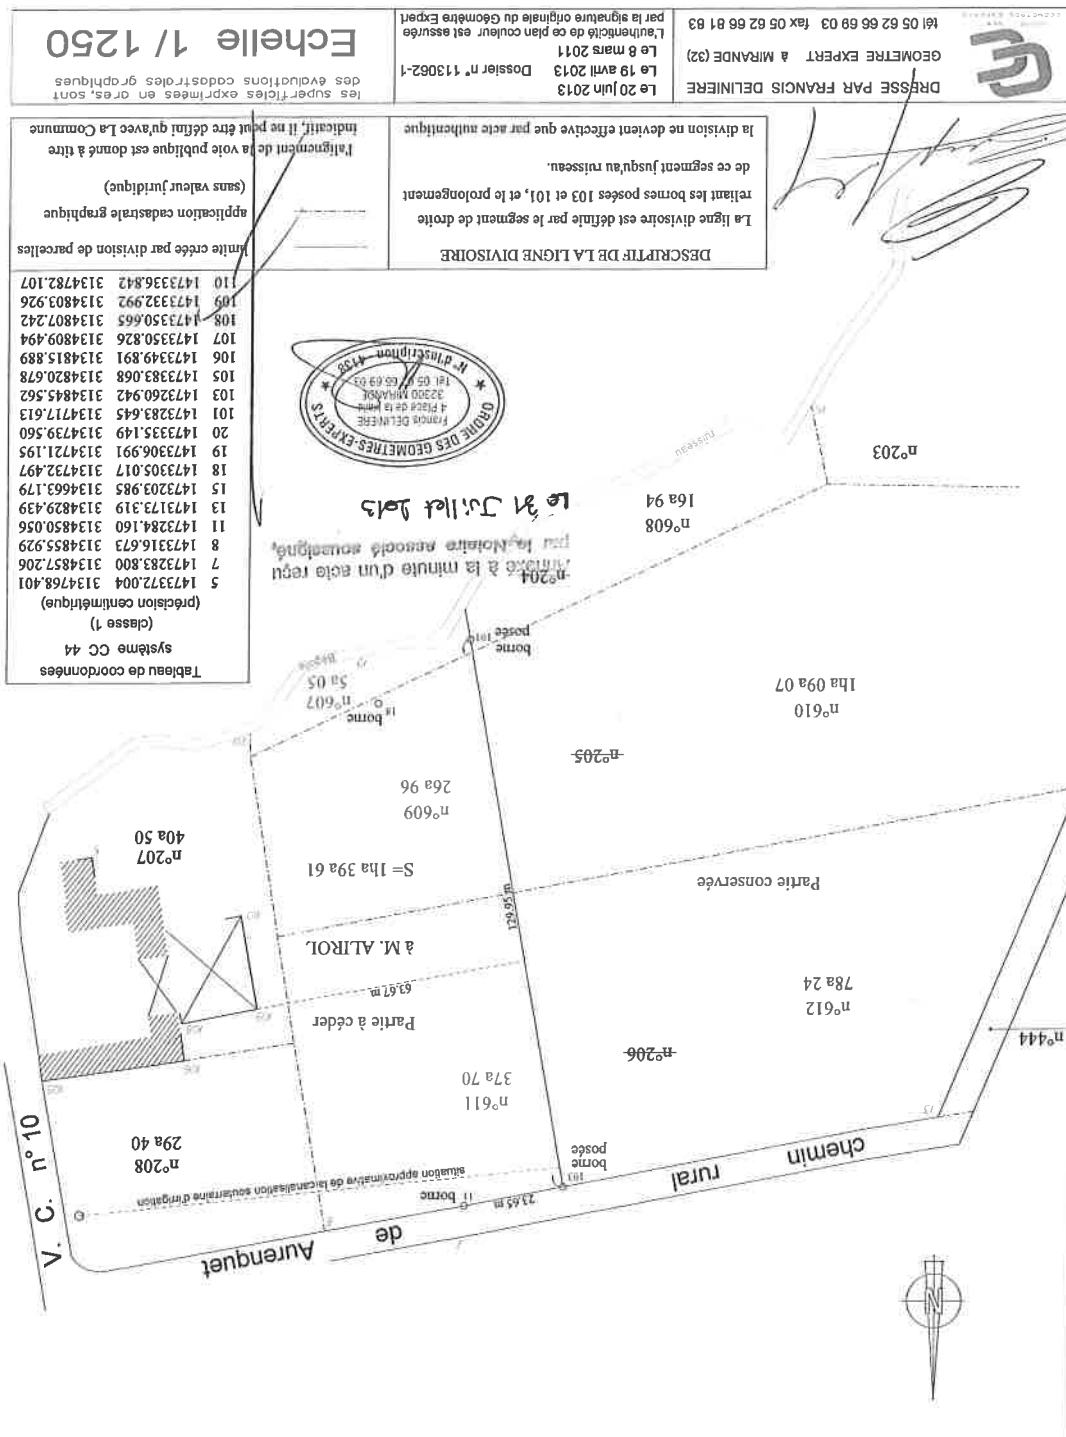 V. C. n° 10
chemin rural de Aurenquet
n°444
N
23.65 m
11 borne
103
borne
posée
situation approximative de la canalisation souterraine d'irrigation
n°208
29a 40
n°611
37a 70
n°206
n°612
78a 24
Partie à céder
63.67 m
à M. ALIROL
S= 1ha 39a 61
129.95 m
Partie conservée
n°207
40a 50
n°609
26a 96
n°205
n°610
1ha 09a 07
18 borne
n°607
5a 05
borne
posée
101
n°204
n°608
16a 94
n°203
ruisseau
Annexé à la minute d'un acte reçu
par le Notaire associé soussigné,
Le 31 Juillet 2013
ORDRE DES GEOMETRES-EXPERTS
Francis DELINIERE
4 Place de la
32300 MIRANDE
N° d'inscription 4138
Tableau de coordonnées
système CC 44
(classe 1)
(précision centimétrique)
5 1473372.004 3134768.401
7 1473283.800 3134857.206
8 1473316.673 3134855.929
11 1473284.160 3134850.056
13 1473173.319 3134829.439
15 1473203.985 3134663.179
18 1473305.017 3134732.497
19 1473306.991 3134721.195
20 1473335.149 3134739.560
101 1473283.645 3134717.613
103 1473260.942 3134845.562
105 1473383.068 3134820.678
106 1473349.891 3134815.889
107 1473350.826 3134809.494
108 1473350.665 3134807.242
109 1473332.992 3134803.926
110 1473336.842 3134782.107
limite créée par division de parcelles
application cadastrale graphique
(sans valeur juridique)
l'alignement de la voie publique est donné à titre
indicatif, il ne peut être défini qu'avec La Commune
DESCRIPTIF DE LA LIGNE DIVISOIRE
La ligne divisoire est définie par le segment de droite
reliant les bornes posées 103 et 101, et le prolongement
de ce segment jusqu'au ruisseau.
la division ne devient effective que par acte authentique
DRESSE PAR FRANCIS DELINIERE
GEOMETRE EXPERT à MIRANDE (32)
tél 05 62 66 69 03 fax 05 62 66 81 83
Le 20 juin 2013
Le 19 avril 2013 Dossier n° 113062-1
Le 8 mars 2011
L'authenticité de ce plan couleur est assurée
par la signature originale du Géomètre Expert
les superficies exprimées en ares, sont
des évaluations cadastrales graphiques
Echelle 1/ 1250